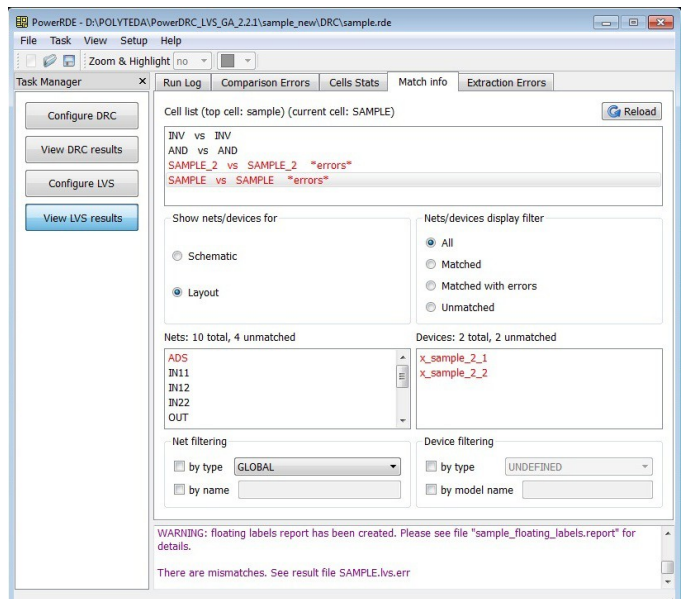 PowerRDE - D:\POLYTEDA\PowerDRC_LVS_GA_2.2.1\sample_new\DRC\sample.rde
File Task View Setup Help
Zoom & Highlight no
Task Manager x
Run Log Comparison Errors Cells Stats Match info Extraction Errors
Configure DRC
View DRC results
Configure LVS
View LVS results
Cell list (top cell: sample) (current cell: SAMPLE)
Reload
INV vs INV
AND vs AND
SAMPLE_2 vs SAMPLE_2 *errors*
SAMPLE vs SAMPLE *errors*
Show nets/devices for
Schematic
Layout
Nets/devices display filter
All
Matched
Matched with errors
Unmatched
Nets: 10 total, 4 unmatched
ADS
IN11
IN12
IN22
OUT
Devices: 2 total, 2 unmatched
x_sample_2_1
x_sample_2_2
Net filtering
by type GLOBAL
by name
Device filtering
by type UNDEFINED
by model name
WARNING: floating labels report has been created. Please see file "sample_floating_labels.report" for
details.
There are mismatches. See result file SAMPLE.lvs.err